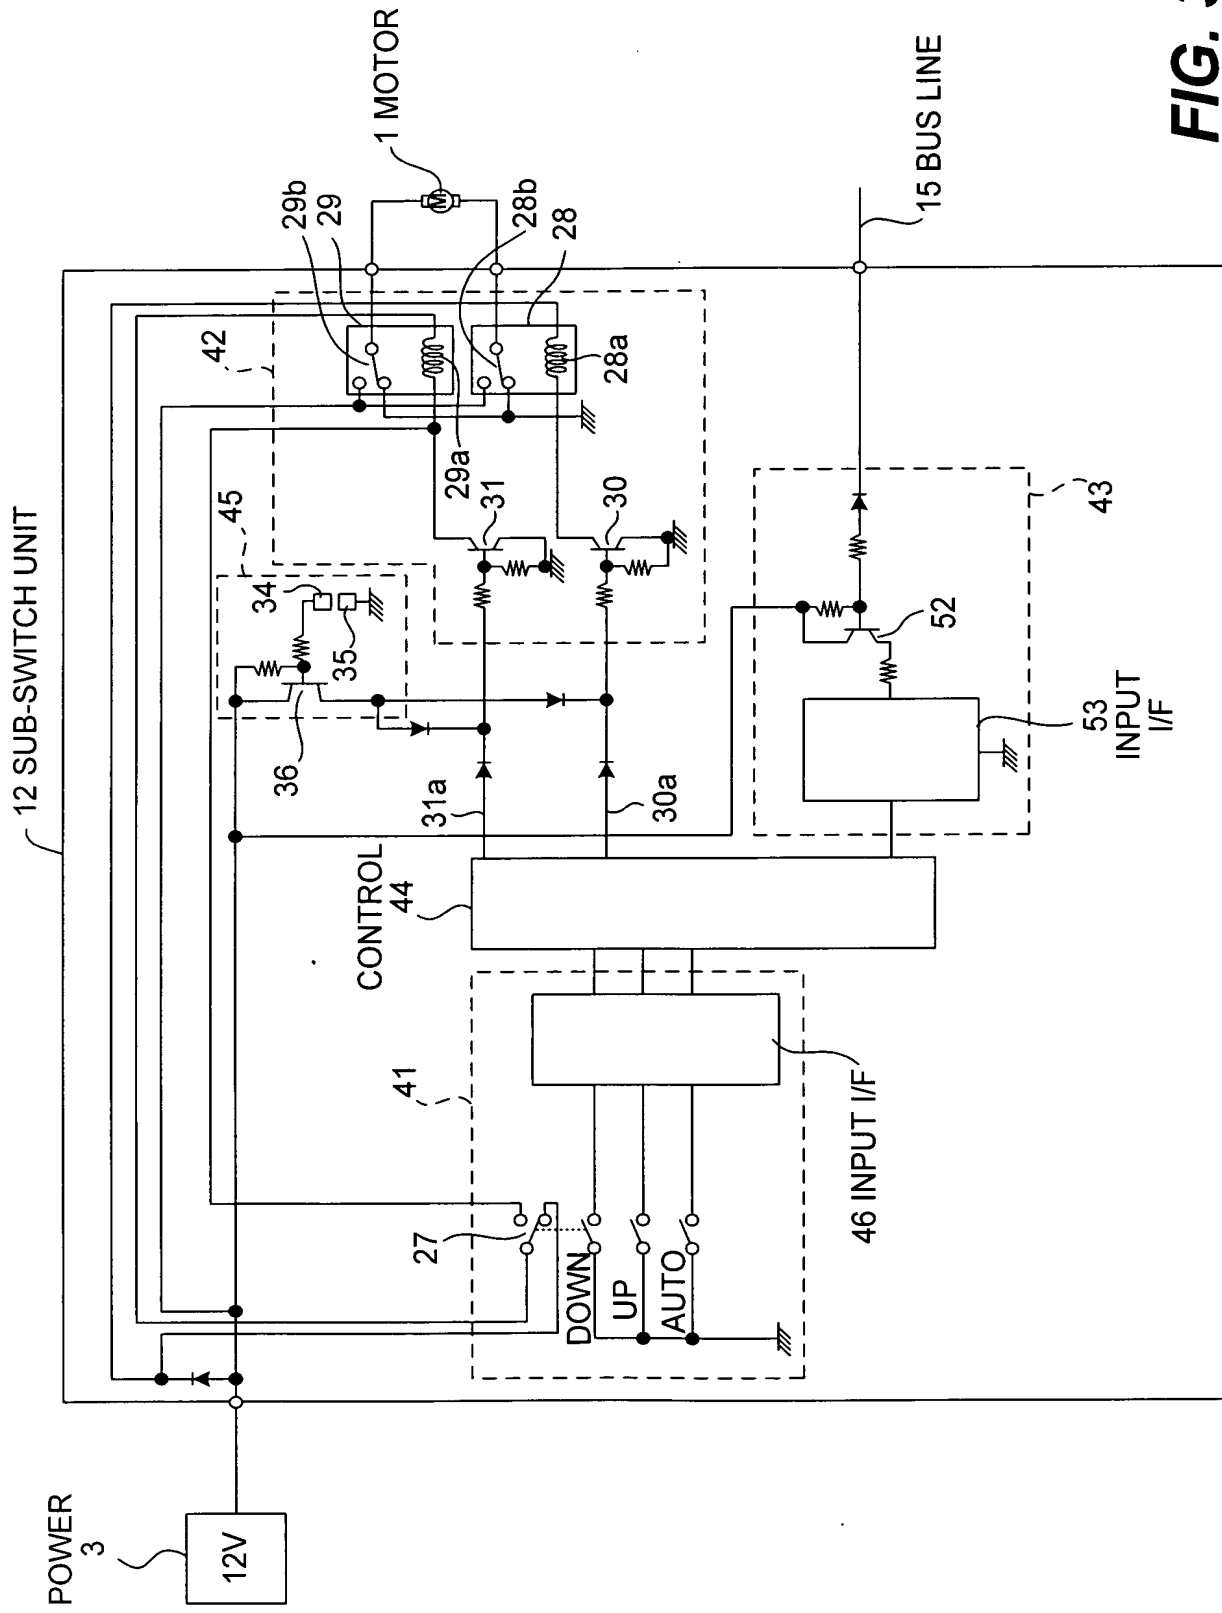 12 SUB-SWITCH UNIT
POWER
3
12V
45
34
35
36
42
29b
29
1 MOTOR
28b
28
28a
29a
31
30
31a
30a
CONTROL
44
41
27
DOWN
UP
AUTO
46 INPUT I/F
52
53
INPUT
I/F
43
15 BUS LINE
FIG.